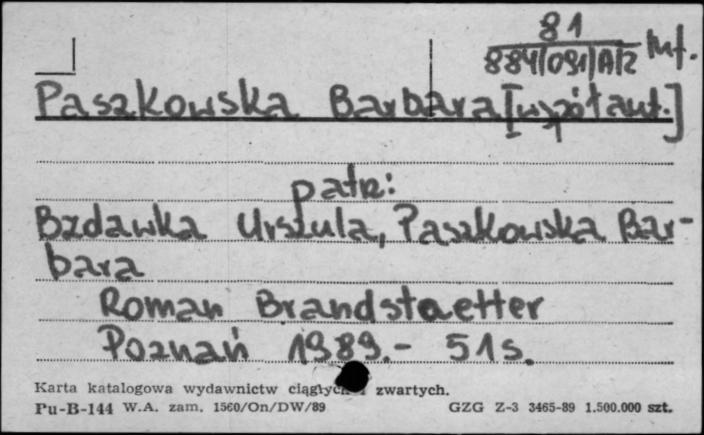 81
884/091/A/2 Inf.
Paszkowska Barbara [współaut.]
patrz:
Bzdawka Urszula, Paszkowska Bar-
bara
Roman Brandstaetter
Poznań 1989.- 51 s.
Karta katalogowa wydawnictw ciągłych i zwartych.
Pu-B-144 W.A. zam. 1560/On/DW/89 GZG Z-3 3465-89 1.500.000 szt.